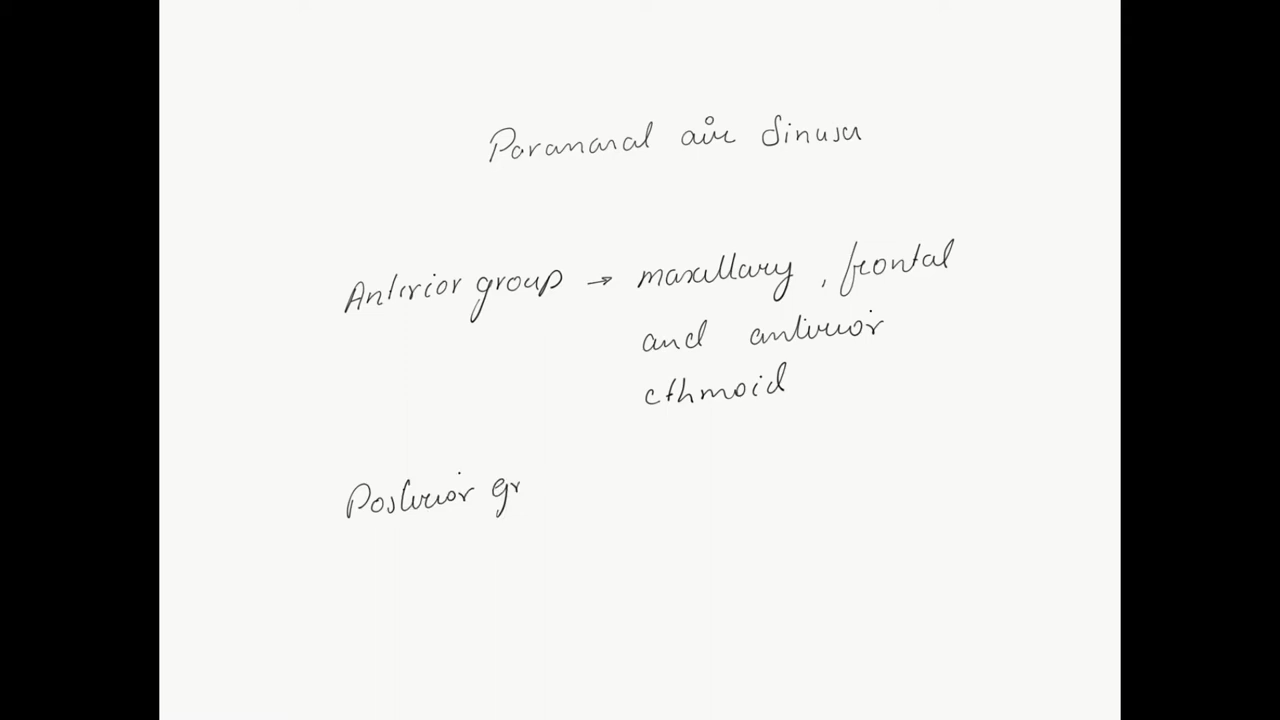 Paranasal air Sinuses
Anterior group → maxillary, frontal
and anterior
ethmoid
Posterior gr